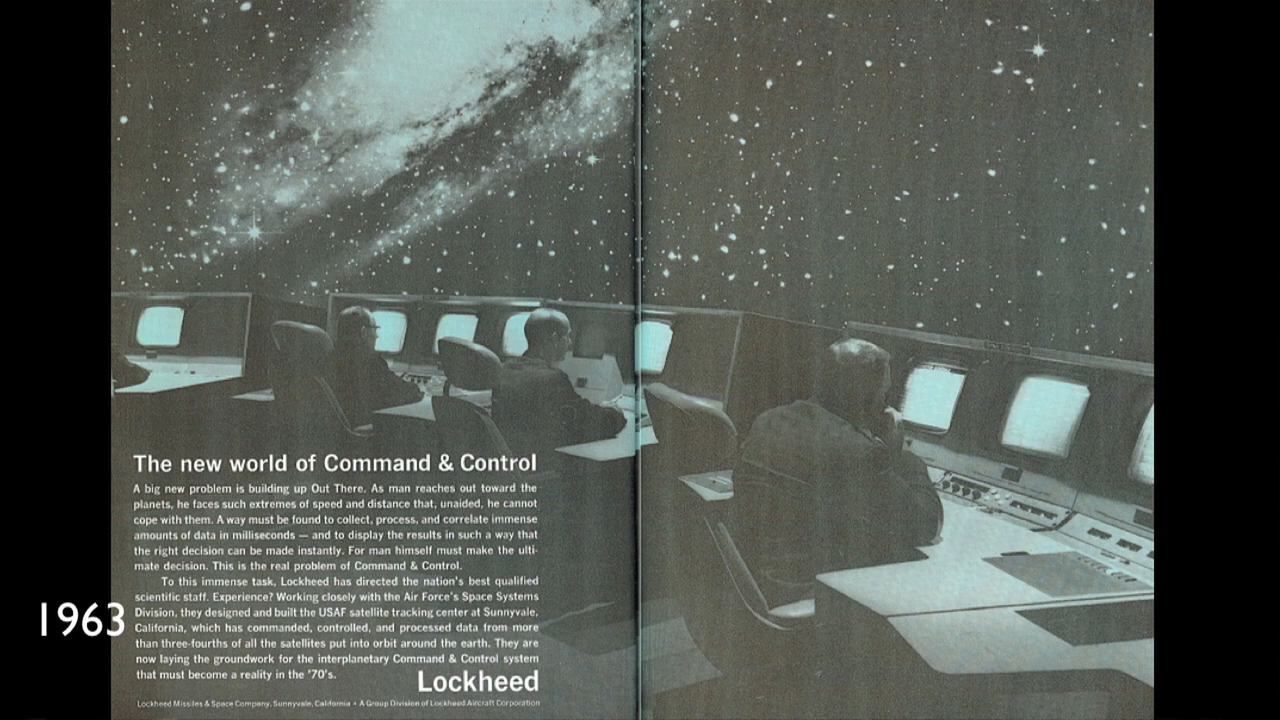 The new world of Command & Control
A big new problem is building up Out There. As man reaches out toward the
planets, he faces such extremes of speed and distance that, unaided, he cannot
cope with them. A way must be found to collect, process, and correlate immense
amounts of data in milliseconds — and to display the results in such a way that
the right decision can be made instantly. For man himself must make the ulti-
mate decision. This is the real problem of Command & Control.
To this immense task, Lockheed has directed the nation's best qualified
scientific staff. Experience? Working closely with the Air Force's Space Systems
Division, they designed and built the USAF satellite tracking center at Sunnyvale,
California, which has commanded, controlled, and processed data from more
than three-fourths of all the satellites put into orbit around the earth. They are
now laying the groundwork for the interplanetary Command & Control system
that must become a reality in the '70's.
Lockheed
Lockheed Missiles & Space Company, Sunnyvale, California • A Group Division of Lockheed Aircraft Corporation
1963